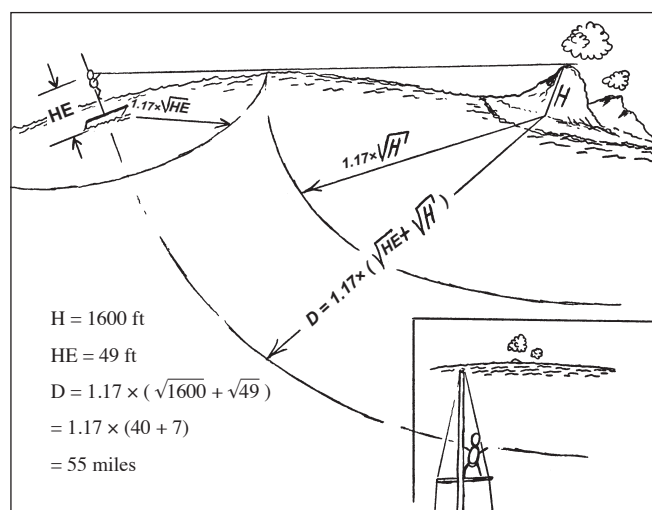 HE
1.17×√HE
H
1.17×√H
D = 1.17×(√HE+√H)
H = 1600 ft
HE = 49 ft
D = 1.17 × ( √1600 + √49 )
= 1.17 × (40 + 7)
= 55 miles